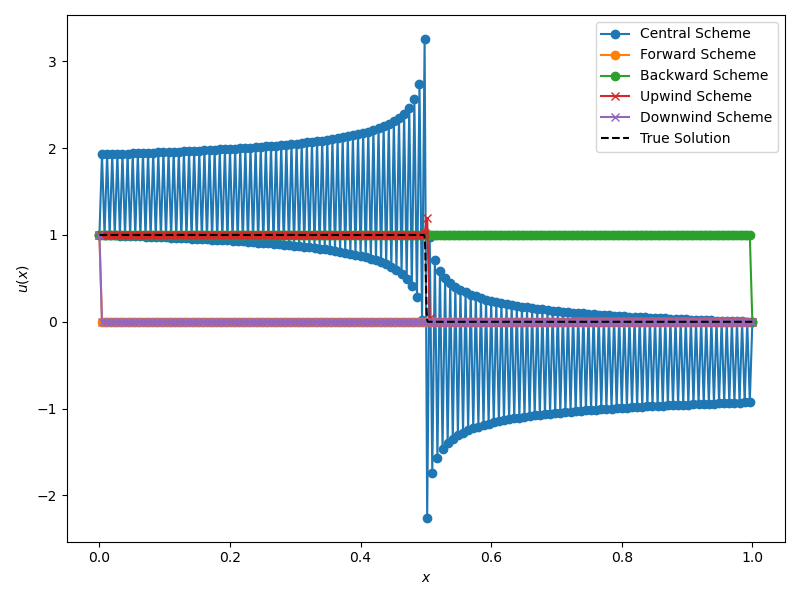 Central Scheme
Forward Scheme
Backward Scheme
Upwind Scheme
Downwind Scheme
True Solution
3
2
1
0
−1
−2
u(x)
0.0 0.2 0.4 0.6 0.8 1.0
x